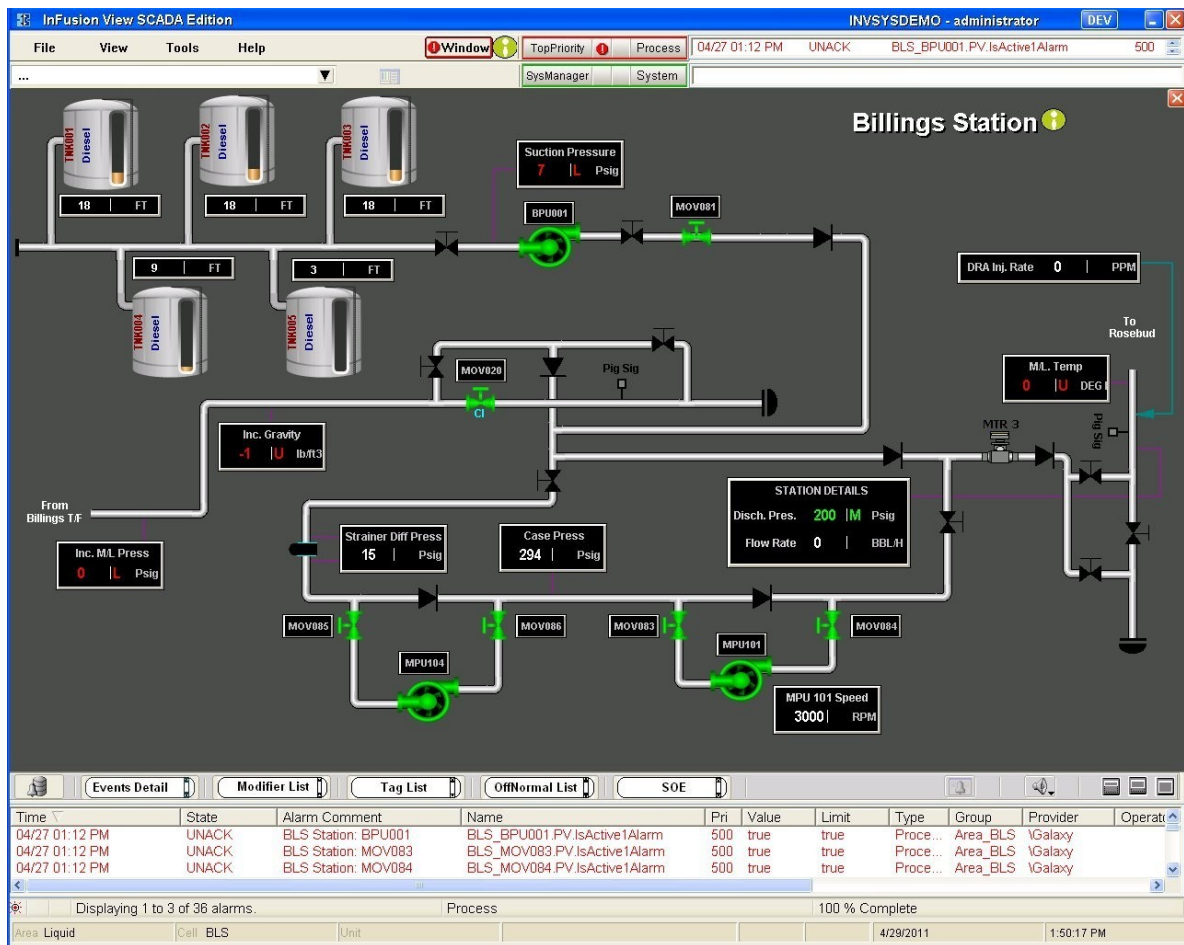 InFusion View SCADA Edition
INVSYSDEMO - administrator
DEV
File View Tools Help
Window
TopPriority Process
04/27 01:12 PM UNACK BLS_BPU001.PV.IsActive1Alarm 500
...
SysManager System
Billings Station
TNK001 Diesel
TNK002 Diesel
TNK003 Diesel
18 FT
18 FT
18 FT
Suction Pressure
7 L Psig
BPU001
MOV081
9 FT
3 FT
TNK004 Diesel
TNK005 Diesel
DRA Inj. Rate 0 PPM
To
Rosebud
M/L. Temp
0 U DEG
MOV020
CI
Pig Sig
Inc. Gravity
-1 U lb/ft3
MTR 3
Pig Sig
From
Billings T/F
Inc. M/L Press
0 L Psig
Strainer Diff Press
15 Psig
Case Press
294 Psig
STATION DETAILS
Disch. Pres. 200 M Psig
Flow Rate 0 BBL/H
MOV085
MOV086
MOV083
MOV084
MPU104
MPU101
MPU 101 Speed
3000 RPM
Events Detail Modifier List Tag List OffNormal List SOE
Time State Alarm Comment Name Pri Value Limit Type Group Provider Operat
04/27 01:12 PM UNACK BLS Station: BPU001 BLS_BPU001.PV.IsActive1Alarm 500 true true Proce... Area_BLS \Galaxy
04/27 01:12 PM UNACK BLS Station: MOV083 BLS_MOV083.PV.IsActive1Alarm 500 true true Proce... Area_BLS \Galaxy
04/27 01:12 PM UNACK BLS Station: MOV084 BLS_MOV084.PV.IsActive1Alarm 500 true true Proce... Area_BLS \Galaxy
Displaying 1 to 3 of 36 alarms. Process 100 % Complete
Area Liquid Cell BLS Unit 4/29/2011 1:50:17 PM